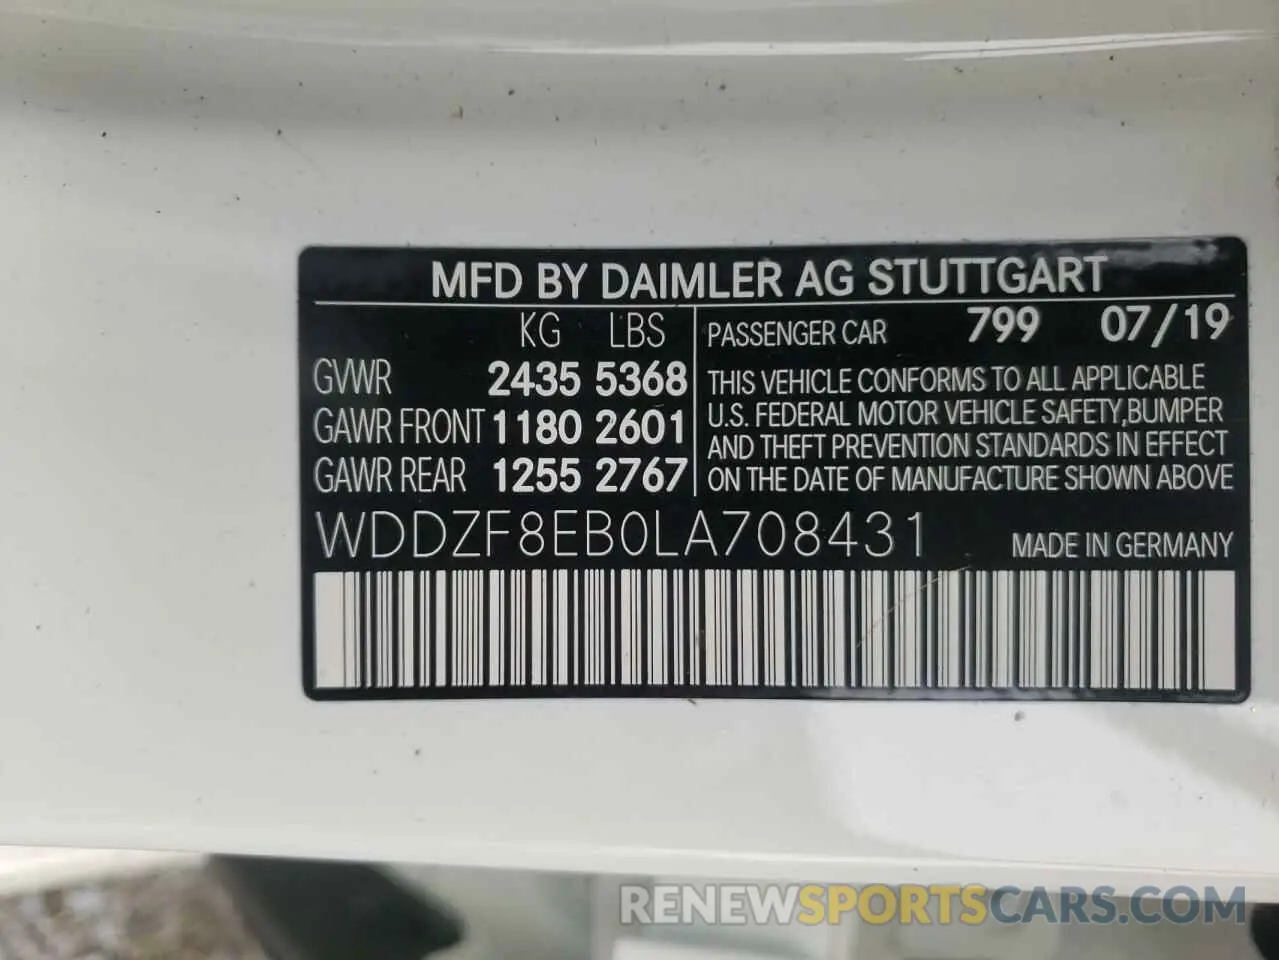 MFD BY DAIMLER AG STUTTGART
KG LBS
GVWR 2435 5368
GAWR FRONT 1180 2601
GAWR REAR 1255 2767
PASSENGER CAR 799 07/19
THIS VEHICLE CONFORMS TO ALL APPLICABLE
U.S. FEDERAL MOTOR VEHICLE SAFETY,BUMPER
AND THEFT PREVENTION STANDARDS IN EFFECT
ON THE DATE OF MANUFACTURE SHOWN ABOVE
WDDZF8EB0LA708431 MADE IN GERMANY
RENEWSPORTSCARS.COM